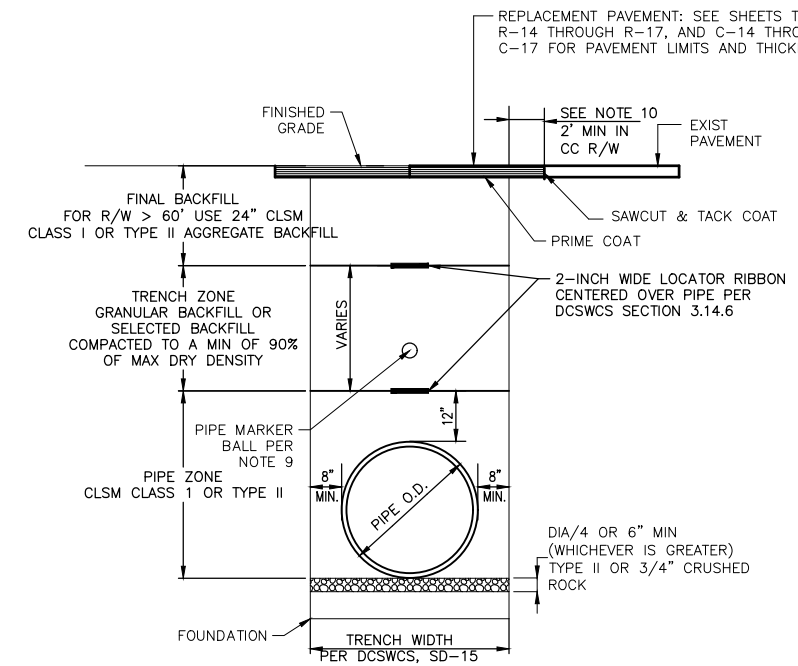 REPLACEMENT PAVEMENT: SEE SHEETS
R-14 THROUGH R-17, AND C-14
C-17 FOR PAVEMENT LIMITS AND
FINISHED
GRADE
SEE NOTE 10
2' MIN IN
CC R/W
EXIST
PAVEMENT
FINAL BACKFILL
FOR R/W > 60' USE 24" CLSM
CLASS I OR TYPE II AGGREGATE BACKFILL
SAWCUT & TACK COAT
PRIME COAT
TRENCH ZONE
GRANULAR BACKFILL OR
SELECTED BACKFILL
COMPACTED TO A MIN OF 90%
OF MAX DRY DENSITY
VARIES
2-INCH WIDE LOCATOR RIBBON
CENTERED OVER PIPE PER
DCSWCS SECTION 3.14.6
12"
PIPE MARKER
BALL PER
NOTE 9
PIPE ZONE
CLSM CLASS 1 OR TYPE II
8"
MIN.
PIPE O.D.
8"
MIN.
DIA/4 OR 6" MIN
(WHICHEVER IS GREATER)
TYPE II OR 3/4" CRUSHED
ROCK
FOUNDATION
TRENCH WIDTH
PER DCSWCS, SD-15